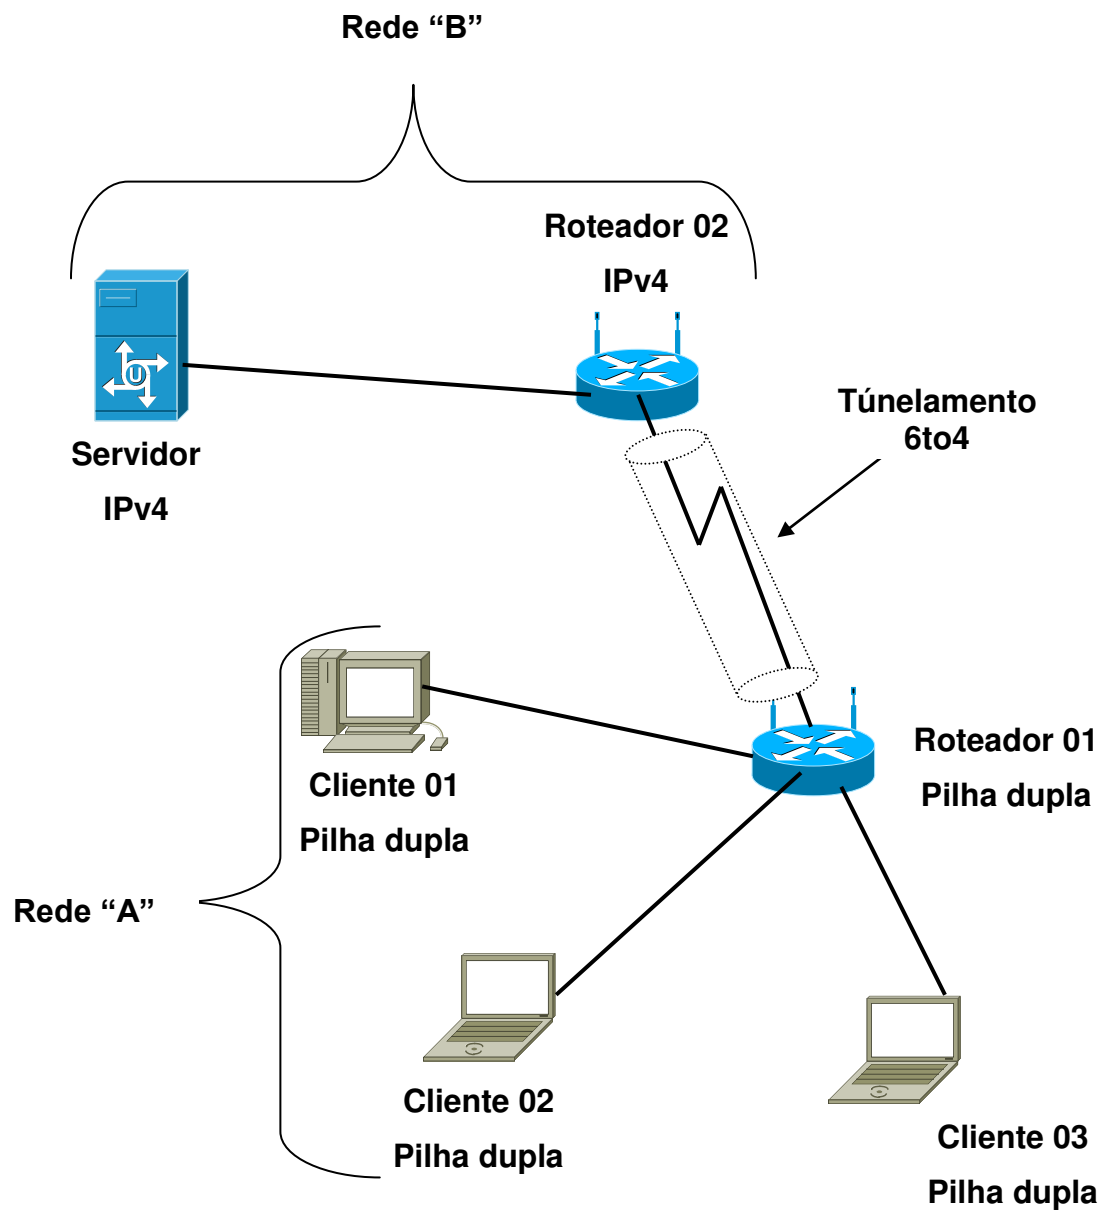 Rede “B”
Roteador 02
IPv4
Túnelamento
6to4
Servidor
IPv4
U
Roteador 01
Pilha dupla
Cliente 01
Pilha dupla
Rede “A”
Cliente 02
Pilha dupla
Cliente 03
Pilha dupla